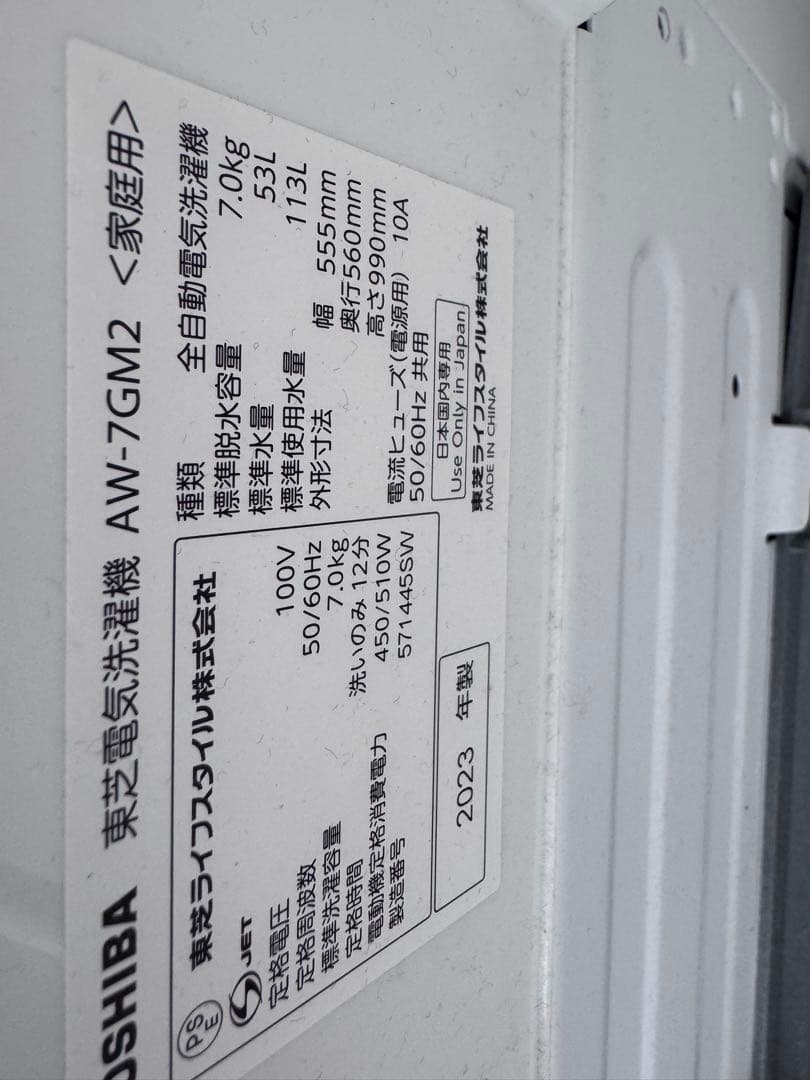 OSHIBA 東芝電気洗濯機 AW-7GM2 <家庭用>
PS
E
東芝ライフスタイル株式会社
JET
定格電圧 100V
定格周波数 50/60Hz
標準洗濯容量 7.0kg
定格時間 洗いのみ 12分
電動機定格消費電力 450/510W
製造番号 571445SW
2023 年製
種類 全自動電気洗濯機
標準脱水容量 7.0kg
標準水量 53L
標準使用水量 113L
外形寸法 幅 555mm
奥行560mm
高さ990mm
電流ヒューズ(電源用) 10A
50/60Hz 共用
日本国内専用
Use Only in Japan
東芝ライフスタイル株式会社
MADE IN CHINA